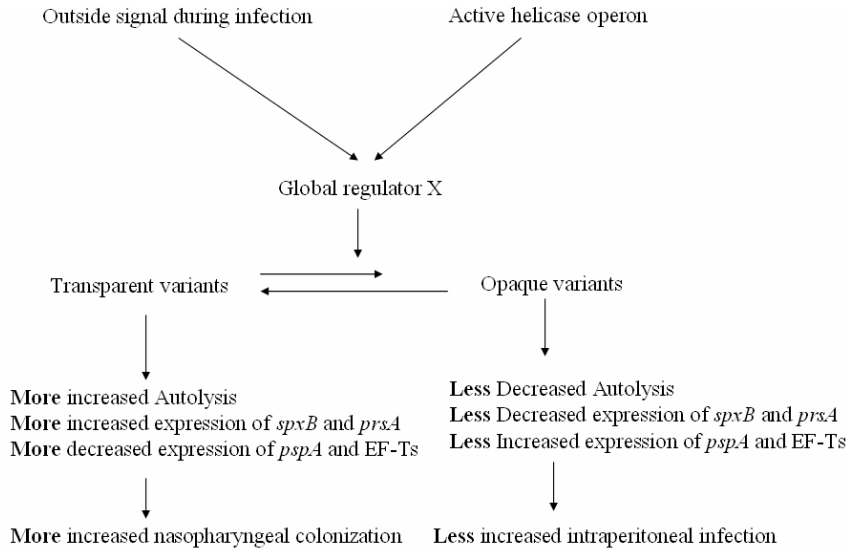 Outside signal during infection
Active helicase operon
Global regulator X
Transparent variants
Opaque variants
More increased Autolysis
More increased expression of spxB and prsA
More decreased expression of pspA and EF-Ts
Less Decreased Autolysis
Less Decreased expression of spxB and prsA
Less Increased expression of pspA and EF-Ts
More increased nasopharyngeal colonization
Less increased intraperitoneal infection